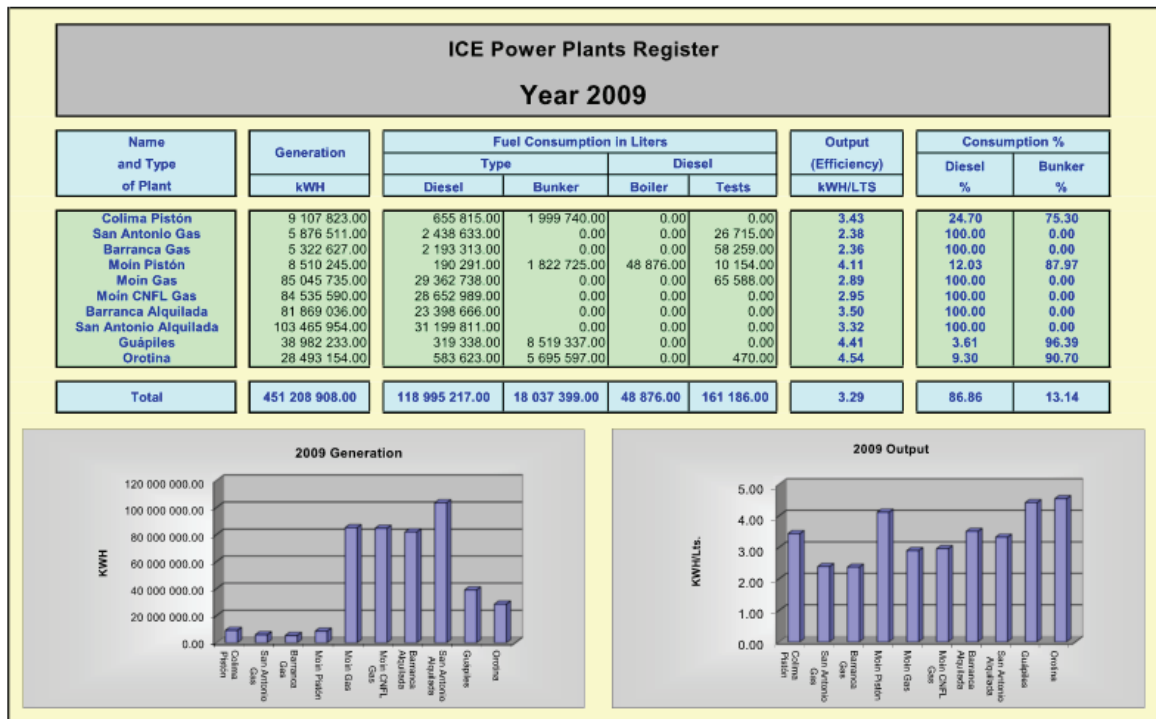 ICE Power Plants Register
Year 2009
Name and Type of Plant Generation Fuel Consumption in Liters Output (Efficiency) Consumption %
Type Diesel Diesel % Bunker %
kWH Diesel Bunker Boiler Tests kWH/LTS
Colima Pistón 9 107 823.00 655 815.00 1 999 740.00 0.00 0.00 3.43 24.70 75.30
San Antonio Gas 5 876 511.00 2 438 633.00 0.00 0.00 26 715.00 2.38 100.00 0.00
Barranca Gas 5 322 627.00 2 193 313.00 0.00 0.00 58 259.00 2.36 100.00 0.00
Moin Pistón 8 510 245.00 190 291.00 1 822 725.00 48 876.00 10 154.00 4.11 12.03 87.97
Moin Gas 85 045 735.00 29 362 738.00 0.00 0.00 65 588.00 2.89 100.00 0.00
Moín CNFL Gas 84 535 590.00 28 652 989.00 0.00 0.00 0.00 2.95 100.00 0.00
Barranca Alquilada 81 869 036.00 23 398 666.00 0.00 0.00 0.00 3.50 100.00 0.00
San Antonio Alquilada 103 465 954.00 31 199 811.00 0.00 0.00 0.00 3.32 100.00 0.00
Guápiles 38 982 233.00 319 338.00 8 519 337.00 0.00 0.00 4.41 3.61 96.39
Orotina 28 493 154.00 583 623.00 5 695 597.00 0.00 470.00 4.54 9.30 90.70
Total 451 208 908.00 118 995 217.00 18 037 399.00 48 876.00 161 186.00 3.29 86.86 13.14
2009 Generation
KWH
120 000 000.00
100 000 000.00
80 000 000.00
60 000 000.00
40 000 000.00
20 000 000.00
0.00
Colima Pistón
San Antonio Gas
Barranca Gas
Moín Pistón
Moín Gas
Moín CNFL Gas
Barranca Alquilada
San Antonio Alquilada
Guápiles
Orotina
2009 Output
KWH/Lts.
5.00
4.00
3.00
2.00
1.00
0.00
Colima Pistón
San Antonio Gas
Barranca Gas
Moín Pistón
Moín Gas
Moín CNFL Gas
Barranca Alquilada
San Antonio Alquilada
Guápiles
Orotina